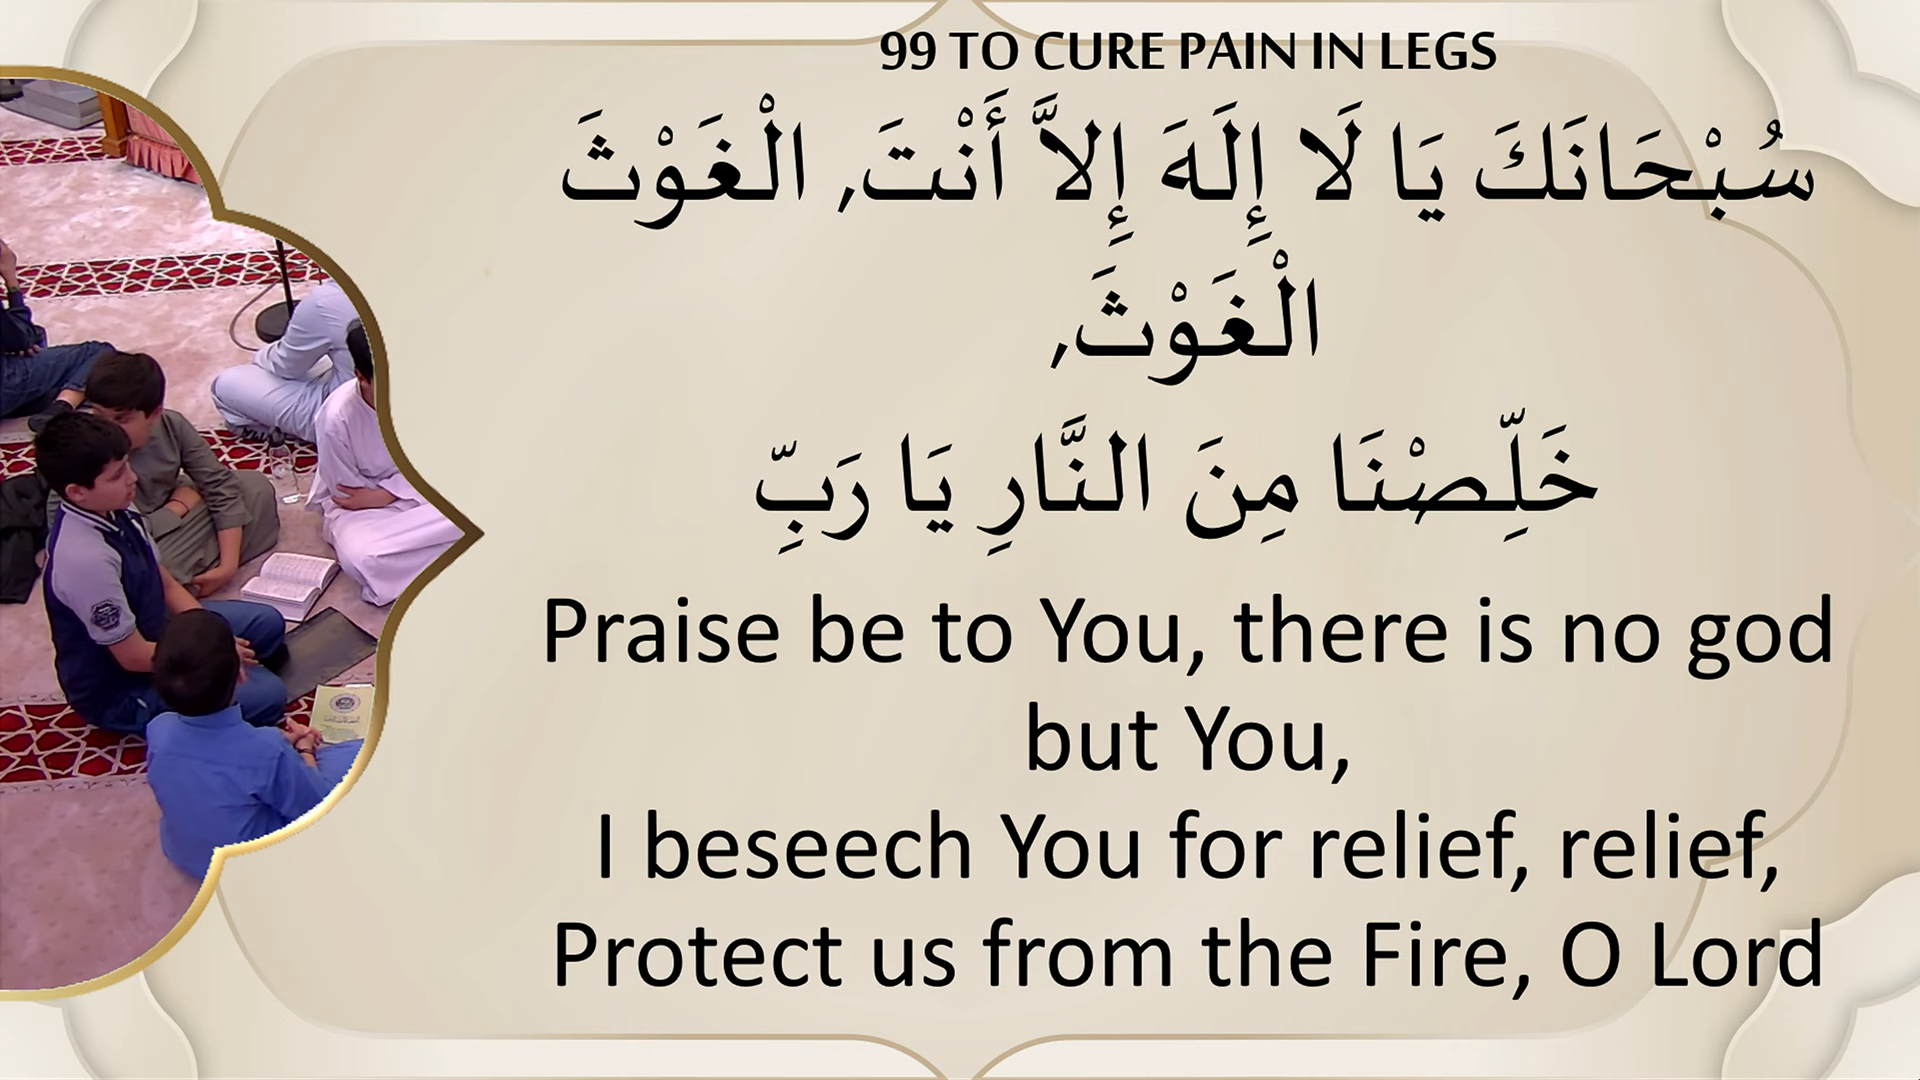 99 TO CURE PAIN IN LEGS
سُبْحَانَكَ يَا لَا إِلَهَ إِلاَّ أَنْتَ, الْغَوْثَ
الْغَوْثَ,
خَلِّصْنَا مِنَ النَّارِ يَا رَبِّ
Praise be to You, there is no god
but You,
I beseech You for relief, relief,
Protect us from the Fire, O Lord